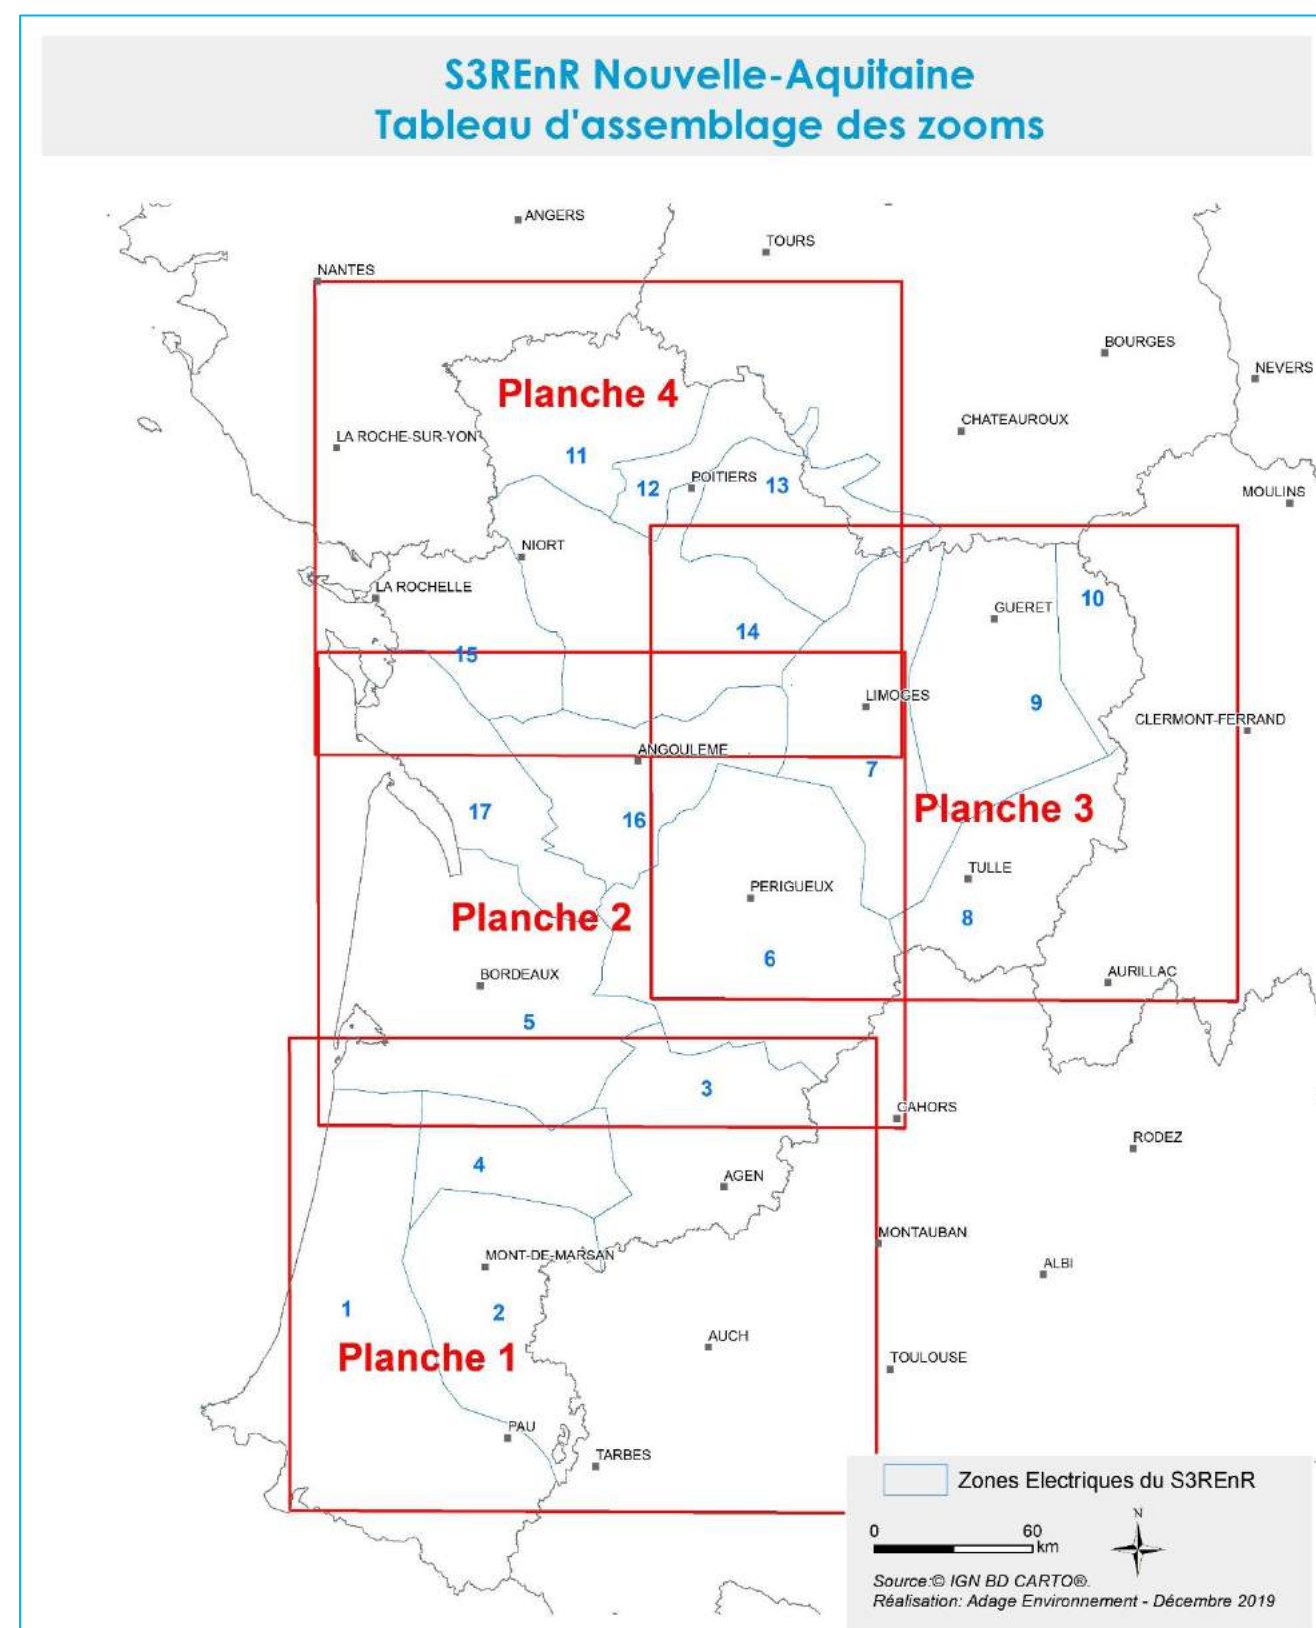 S3REnR Nouvelle-Aquitaine
Tableau d'assemblage des zooms
ANGERS
TOURS
NANTES
BOURGES
NEVERS
Planche 4
CHATEAUROUX
LA ROCHE-SUR-YON
11
12
POITIERS
13
MOULINS
NIORT
LA ROCHELLE
10
GUERET
14
15
LIMOGES
9
CLERMONT-FERRAND
ANGOULEME
7
17
16
Planche 3
TULLE
PERIGUEUX
Planche 2
8
6
BORDEAUX
AURILLAC
5
3
CAHORS
RODEZ
4
AGEN
MONTAUBAN
MONT-DE-MARSAN
ALBI
1
2
AUCH
Planche 1
TOULOUSE
PAU
TARBES
Zones Electriques du S3REnR
N
0 60
km
Source:© IGN BD CARTO®.
Réalisation: Adage Environnement - Décembre 2019